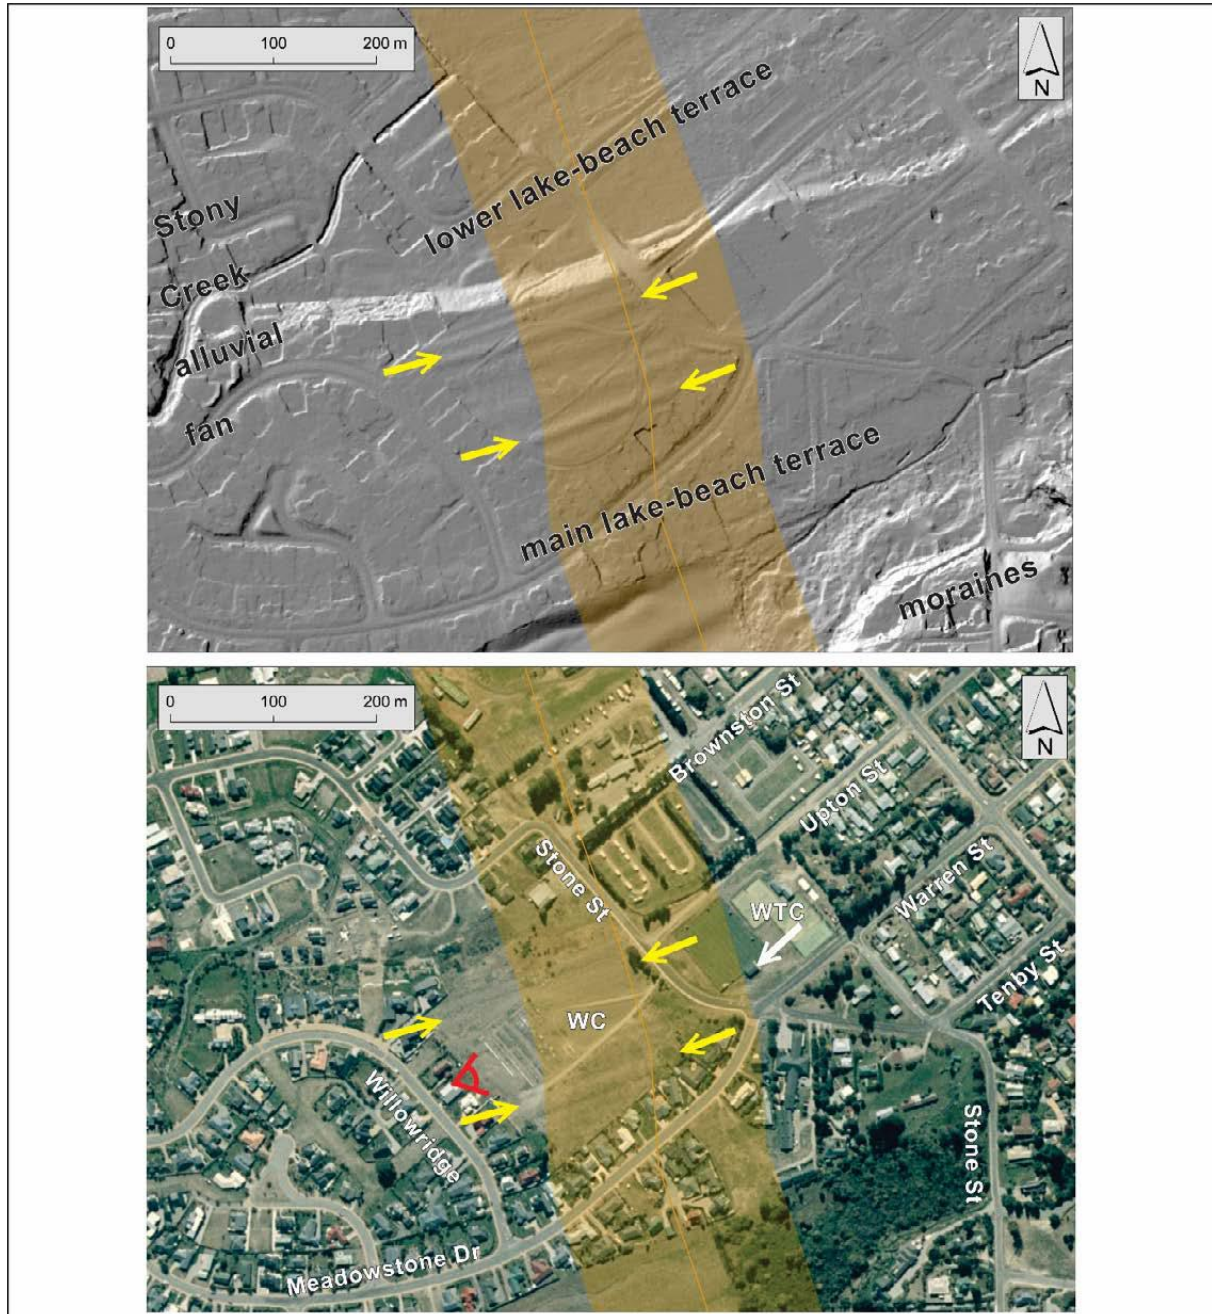 0 100 200 m
N
lower lake-beach terrace
Stony
Creek
alluvial
fan
main lake-beach terrace
moraines
0 100 200 m
N
Brownston St
Upton St
Stone St
Warren St
WTC
Tenby St
WC
Willowridge
Stone St
Meadowstone Dr